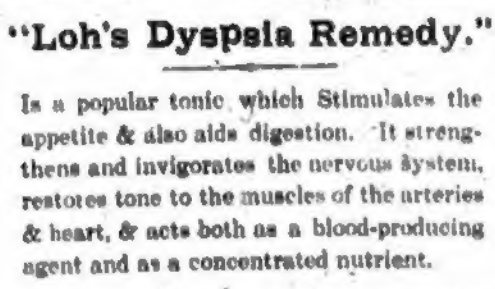 "Loh's Dyspsia Remedy."
Is a popular tonic which Stimulates the
appetite & also aids digestion. It streng-
thens and invigorates the nervous system,
restores tone to the muscles of the arteries
& heart, & acts both as a blood-producing
agent and as a concentrated nutrient.